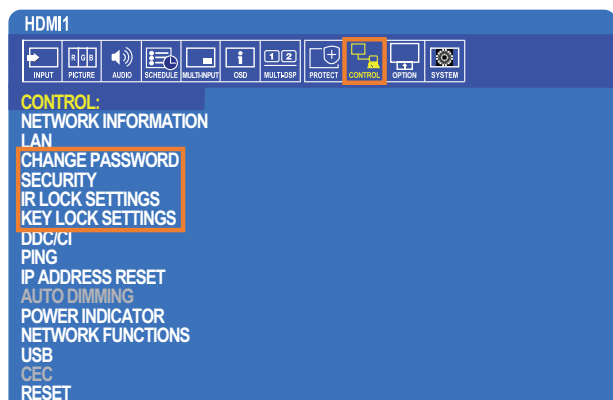 HDMI1
R G B
1 2
INPUT PICTURE AUDIO SCHEDULE MULTI-INPUT OSD MULTI-DSP PROTECT CONTROL OPTION SYSTEM
CONTROL:
NETWORK INFORMATION
LAN
CHANGE PASSWORD
SECURITY
IR LOCK SETTINGS
KEY LOCK SETTINGS
DDC/CI
PING
IP ADDRESS RESET
AUTO DIMMING
POWER INDICATOR
NETWORK FUNCTIONS
USB
CEC
RESET